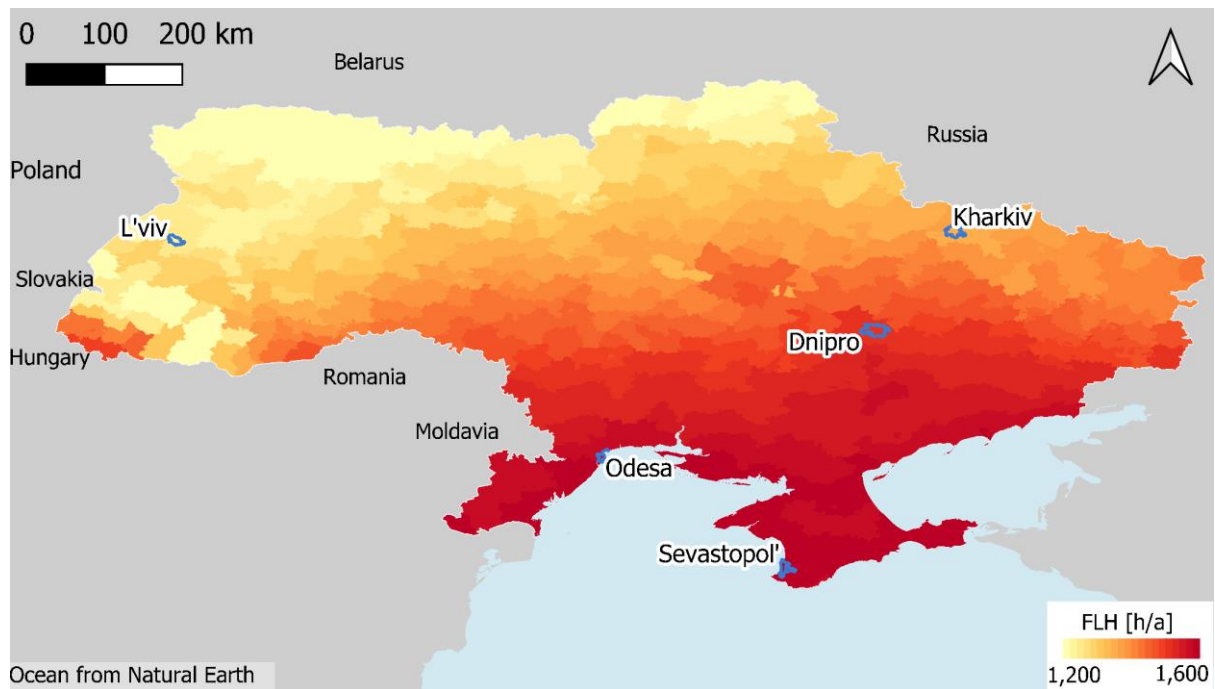 0 100 200 km
Belarus
Russia
Poland
L'viv
Kharkiv
Slovakia
Dnipro
Hungary
Romania
Moldavia
Odesa
Sevastopol'
FLH [h/a]
1,200 1,600
Ocean from Natural Earth